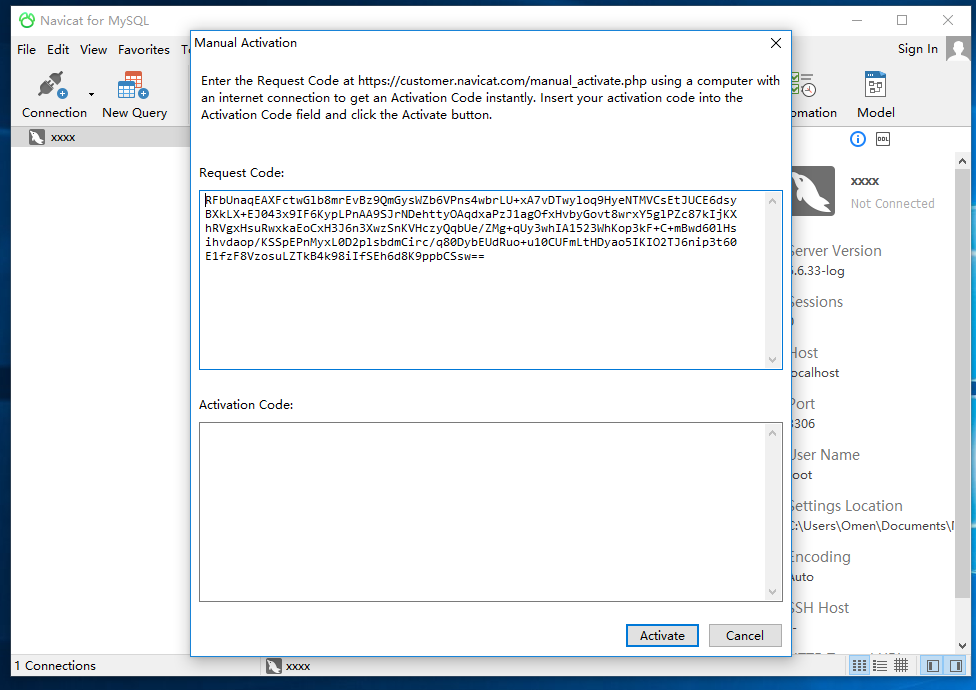 Navicat for MySQL
File Edit View Favorites
Sign In
Connection
New Query
Model
xxxx
Manual Activation
Enter the Request Code at https://customer.navicat.com/manual_activate.php using a computer with
an internet connection to get an Activation Code instantly. Insert your activation code into the
Activation Code field and click the Activate button.
Request Code:
RFbUnaqEAXFctwGlb8mrEvBz9QmGysWZb6VPns4wbrLU+xA7vDTwyloq9HyeNTMVCsEtJUCE6dsy
BXkLX+EJ043x9IF6KypLPnAA9SJrNDehttyOAqdxaPzJ1agOfxHvbyGovt8wrxY5glPZc87kIjKX
hRVgxHsuRwxkaEoCxH3J6n3XwzSnKVHczyQqbUe/ZMg+qUy3whIA1523WhKop3kF+C+mBwd60lHs
ihvdaop/KSSpEPnMyxL0D2plsbdmCirc/q80DybEUdRuo+u10CUFmLtHDyao5IKIO2TJ6nip3t60
E1fzF8VzosuLZTkB4k98iIfSEh6d8K9ppbCSsw==
Activation Code:
Activate
Cancel
DDL
xxxx
Not Connected
Server Version
5.6.33-log
Sessions
0
Host
localhost
Port
3306
User Name
root
Settings Location
C:\Users\Omen\Documents\
Encoding
Auto
SSH Host
--
1 Connections
xxxx